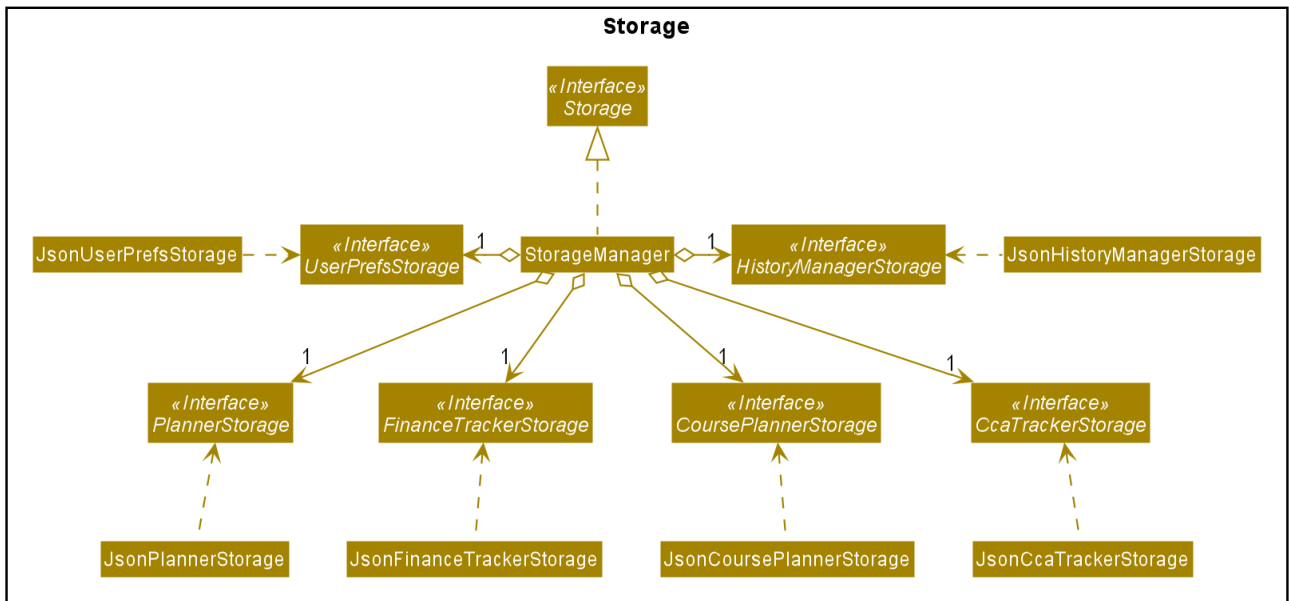 Storage
«Interface»
Storage
JsonUserPrefsStorage
«Interface»
UserPrefsStorage
1
StorageManager
1
«Interface»
HistoryManagerStorage
JsonHistoryManagerStorage
1
1
1
1
«Interface»
PlannerStorage
«Interface»
FinanceTrackerStorage
«Interface»
CoursePlannerStorage
«Interface»
CcaTrackerStorage
JsonPlannerStorage
JsonFinanceTrackerStorage
JsonCoursePlannerStorage
JsonCcaTrackerStorage